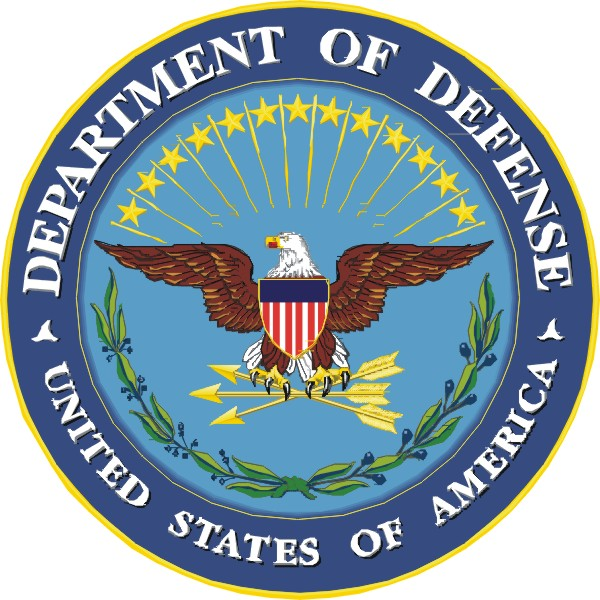 DEPARTMENT OF DEFENSE
UNITED STATES OF AMERICA